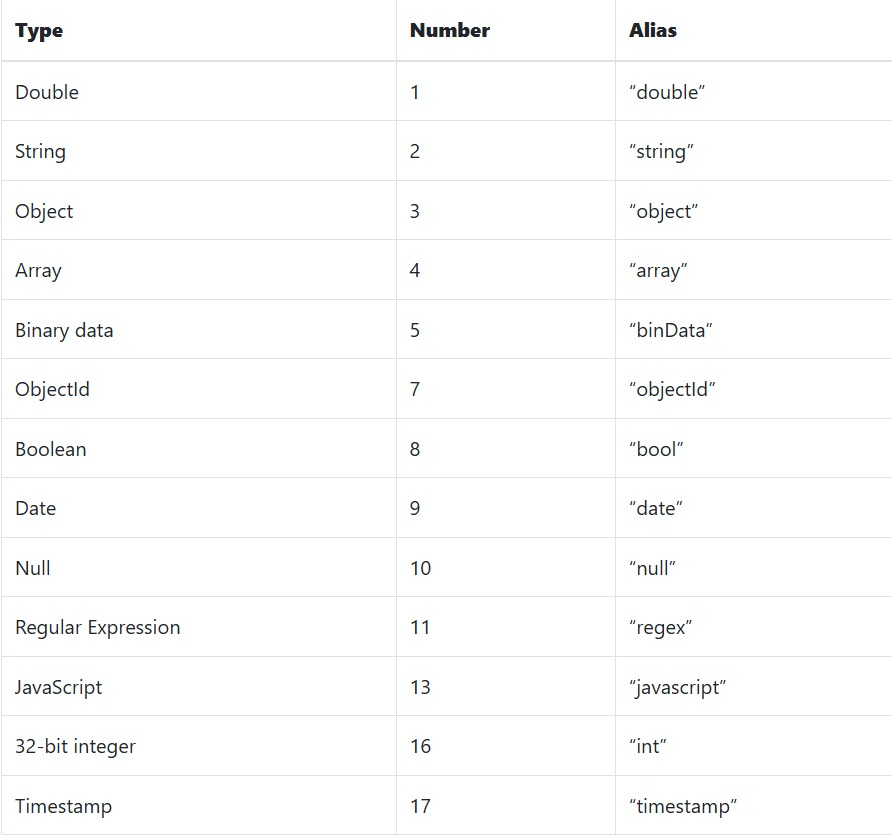 Type Number Alias
Double 1 “double”
String 2 “string”
Object 3 “object”
Array 4 “array”
Binary data 5 “binData”
ObjectId 7 “objectId”
Boolean 8 “bool”
Date 9 “date”
Null 10 “null”
Regular Expression 11 “regex”
JavaScript 13 “javascript”
32-bit integer 16 “int”
Timestamp 17 “timestamp”